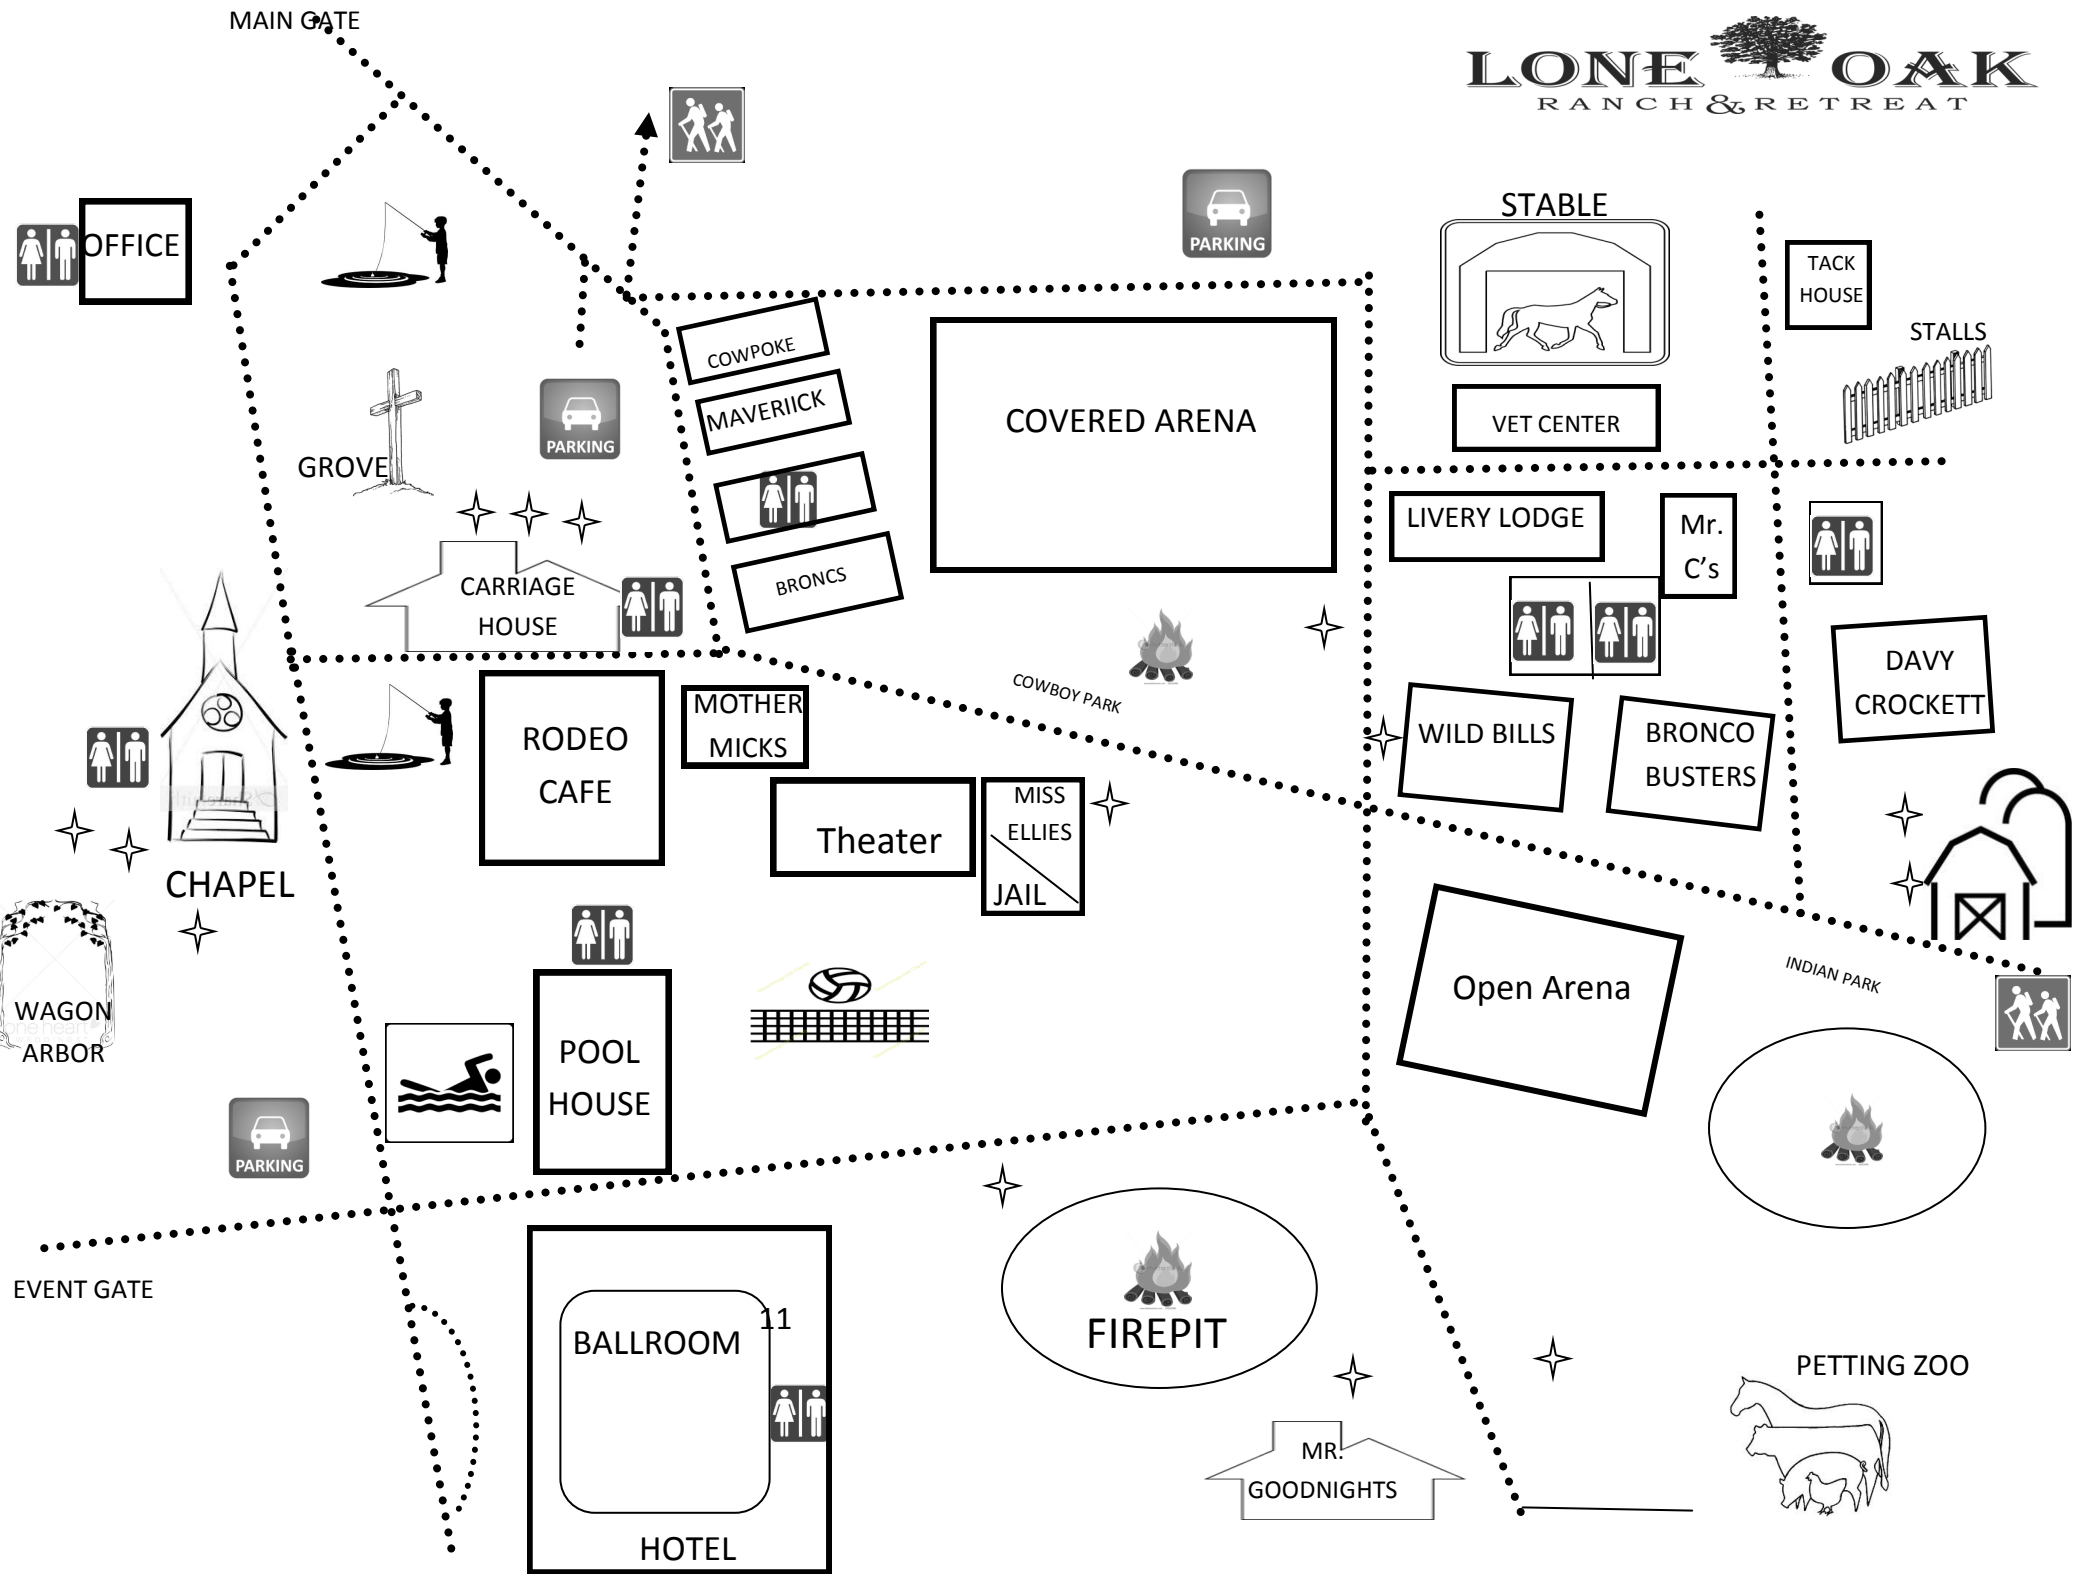 MAIN GATE
LONE OAK
RANCH & RETREAT
PARKING
STABLE
OFFICE
TACK
HOUSE
STALLS
COWPOKE
MAVERIICK
COVERED ARENA
VET CENTER
PARKING
GROVE
LIVERY LODGE
Mr.
C's
BRONCS
CARRIAGE
HOUSE
DAVY
CROCKETT
COWBOY PARK
MOTHER
MICKS
RODEO
CAFE
WILD BILLS
BRONCO
BUSTERS
MISS
ELLIES
JAIL
Theater
CHAPEL
WAGON
ARBOR
Open Arena
INDIAN PARK
POOL
HOUSE
PARKING
EVENT GATE
11
BALLROOM
FIREPIT
PETTING ZOO
MR.
GOODNIGHTS
HOTEL